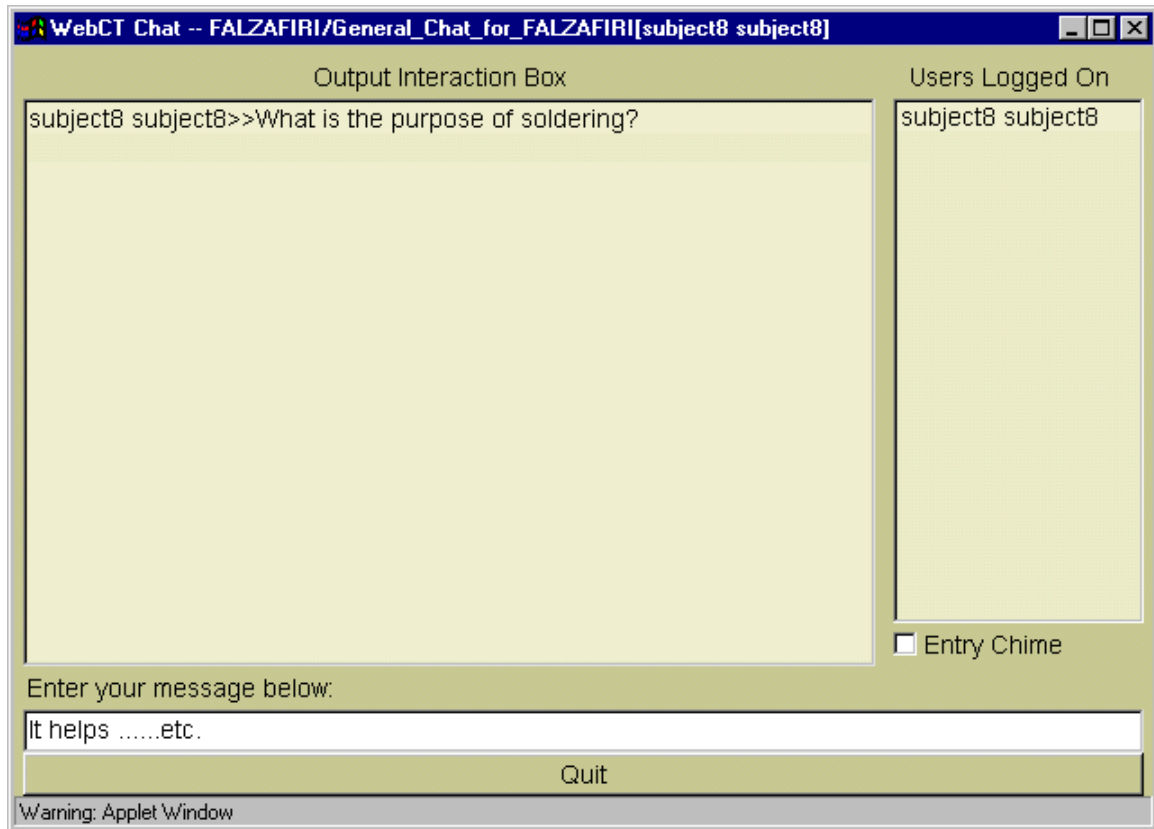 WebCT Chat -- FALZAFIRI/General_Chat_for_FALZAFIRI[subject8 subject8]
Output Interaction Box
Users Logged On
subject8 subject8>>What is the purpose of soldering?
subject8 subject8
Entry Chime
Enter your message below:
It helps ......etc.
Quit
Warning: Applet Window